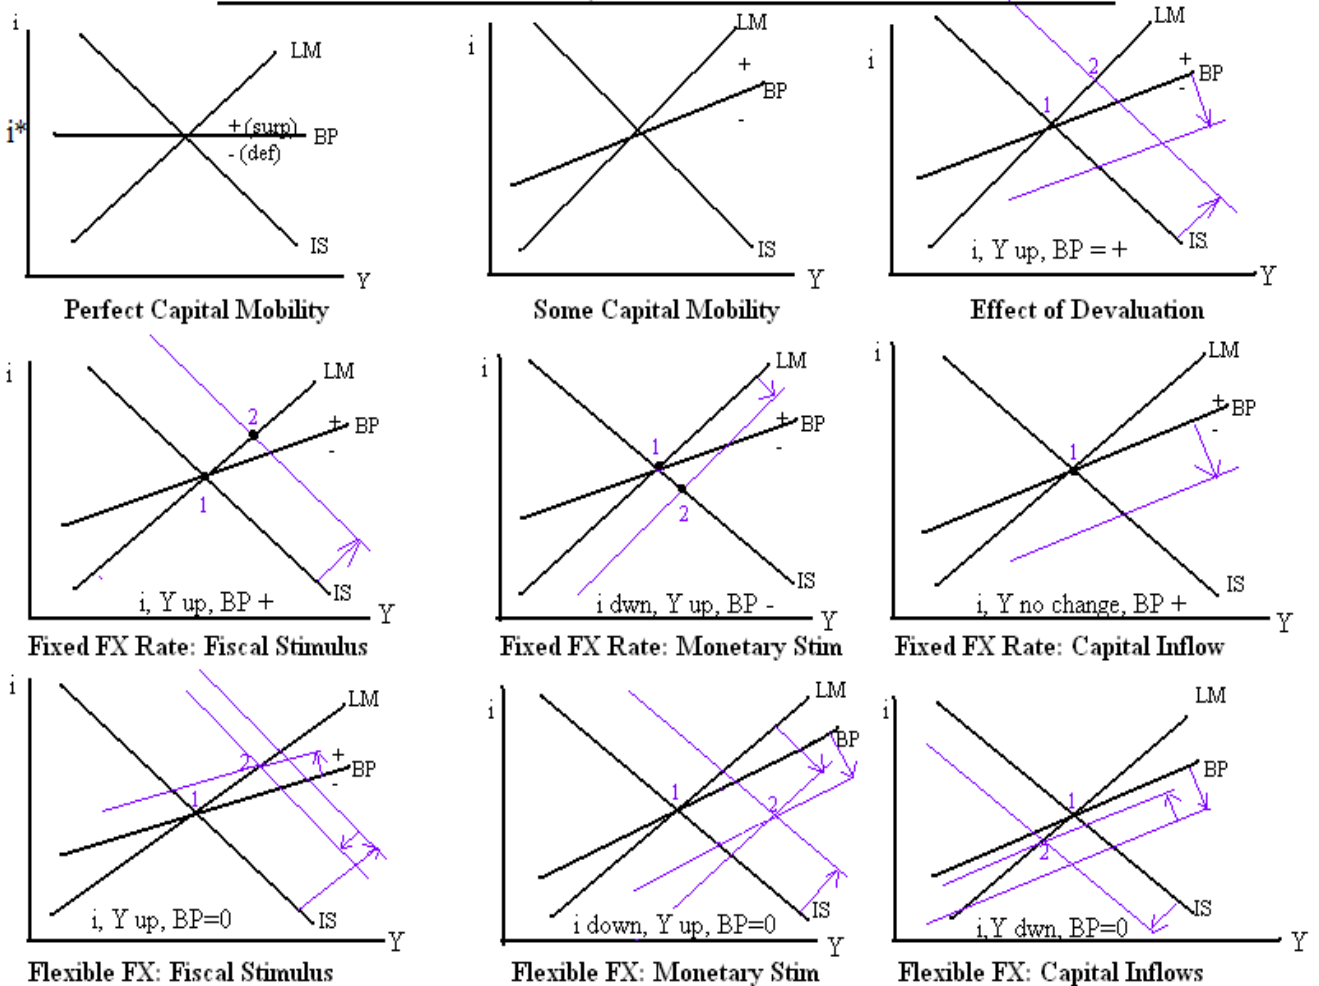 i
LM
i*
+ (surp)
BP
- (def)
IS
Y
Perfect Capital Mobility
i
LM
+
BP
-
IS
Y
Some Capital Mobility
i
LM
2
+
BP
-
1
IS
i, Y up, BP = +
Y
Effect of Devaluation
i
LM
2
+
BP
-
1
IS
i, Y up, BP +
Y
Fixed FX Rate: Fiscal Stimulus
i
LM
+
BP
-
1
2
IS
i dwn, Y up, BP -
Y
Fixed FX Rate: Monetary Stim
i
LM
+
BP
-
1
IS
i, Y no change, BP +
Y
Fixed FX Rate: Capital Inflow
i
LM
+
2
BP
-
1
IS
i, Y up, BP=0
Y
Flexible FX: Fiscal Stimulus
i
LM
BP
1
2
IS
i down, Y up, BP=0
Y
Flexible FX: Monetary Stim
i
LM
BP
1
2
IS
i,Y dwn, BP=0
Y
Flexible FX: Capital Inflows